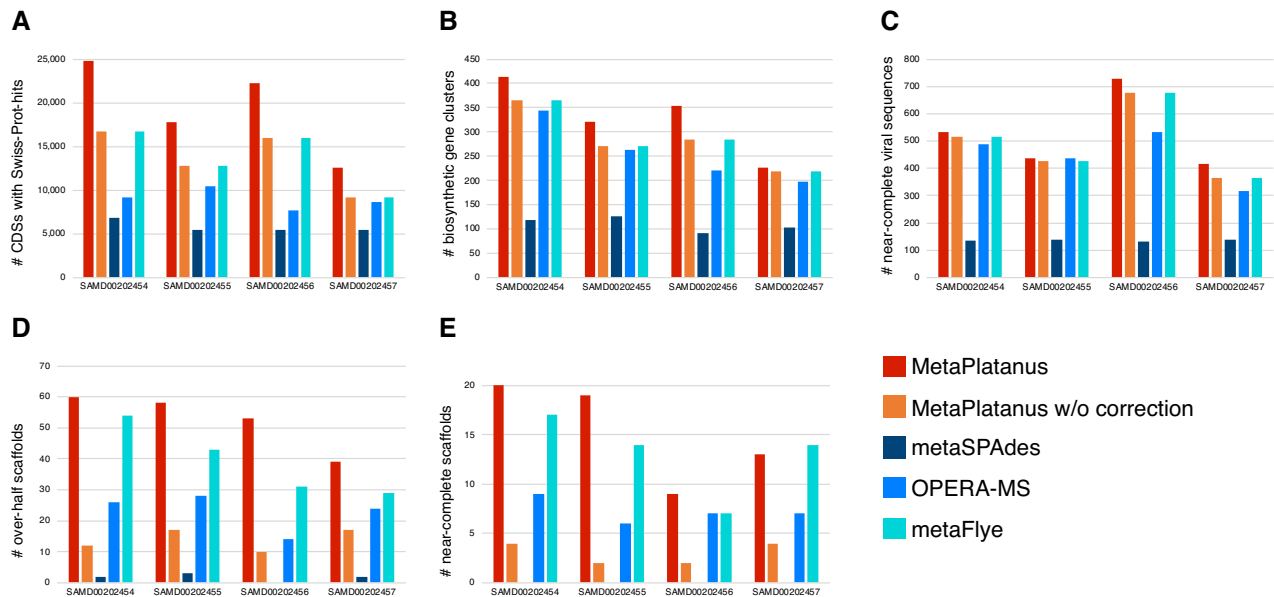 A
# CDSs with Swiss-Prot-hits
25,000
20,000
15,000
10,000
5,000
0
SAMD00202454 SAMD00202455 SAMD00202456 SAMD00202457
B
# biosynthetic gene clusters
450
400
350
300
250
200
150
100
50
0
SAMD00202454 SAMD00202455 SAMD00202456 SAMD00202457
C
# near-complete viral sequences
800
700
600
500
400
300
200
100
0
SAMD00202454 SAMD00202455 SAMD00202456 SAMD00202457
D
# over-half scaffolds
70
60
50
40
30
20
10
0
SAMD00202454 SAMD00202455 SAMD00202456 SAMD00202457
E
# near-complete scaffolds
20
15
10
5
0
SAMD00202454 SAMD00202455 SAMD00202456 SAMD00202457
MetaPlatanus
MetaPlatanus w/o correction
metaSPAdes
OPERA-MS
metaFlye